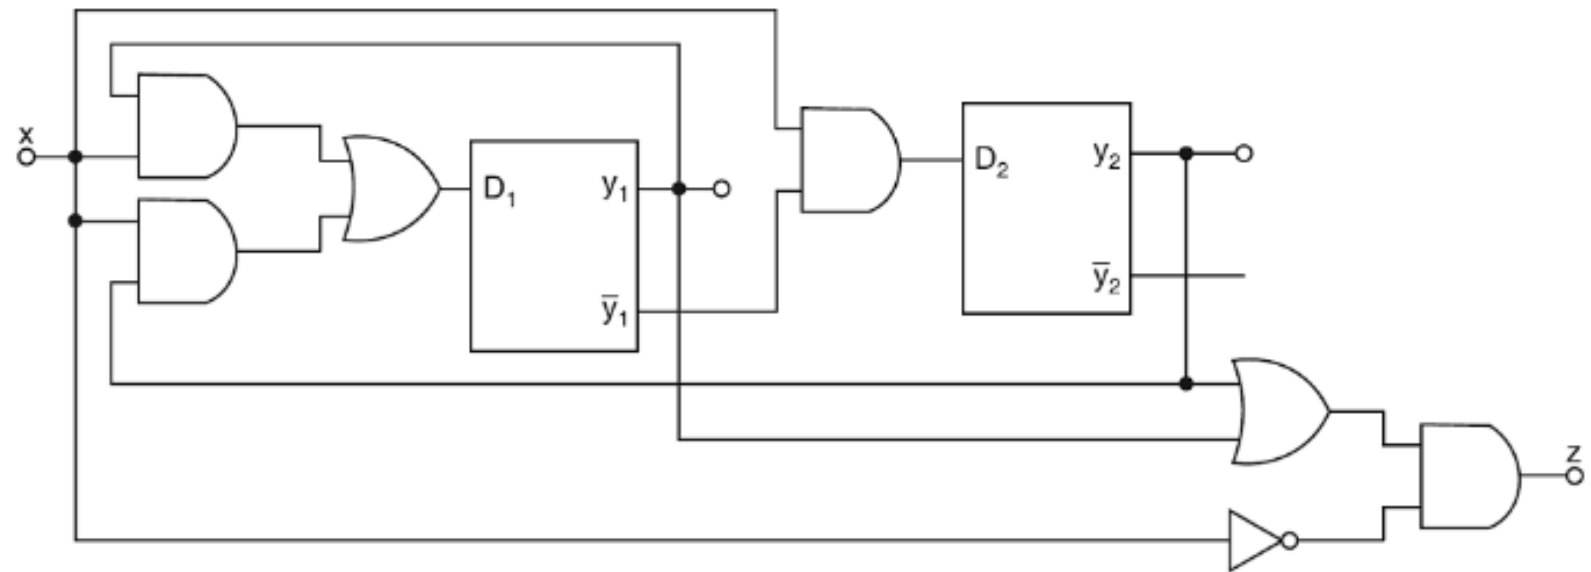 x
D₁
y₁
ȳ₁
D₂
y₂
ȳ₂
z